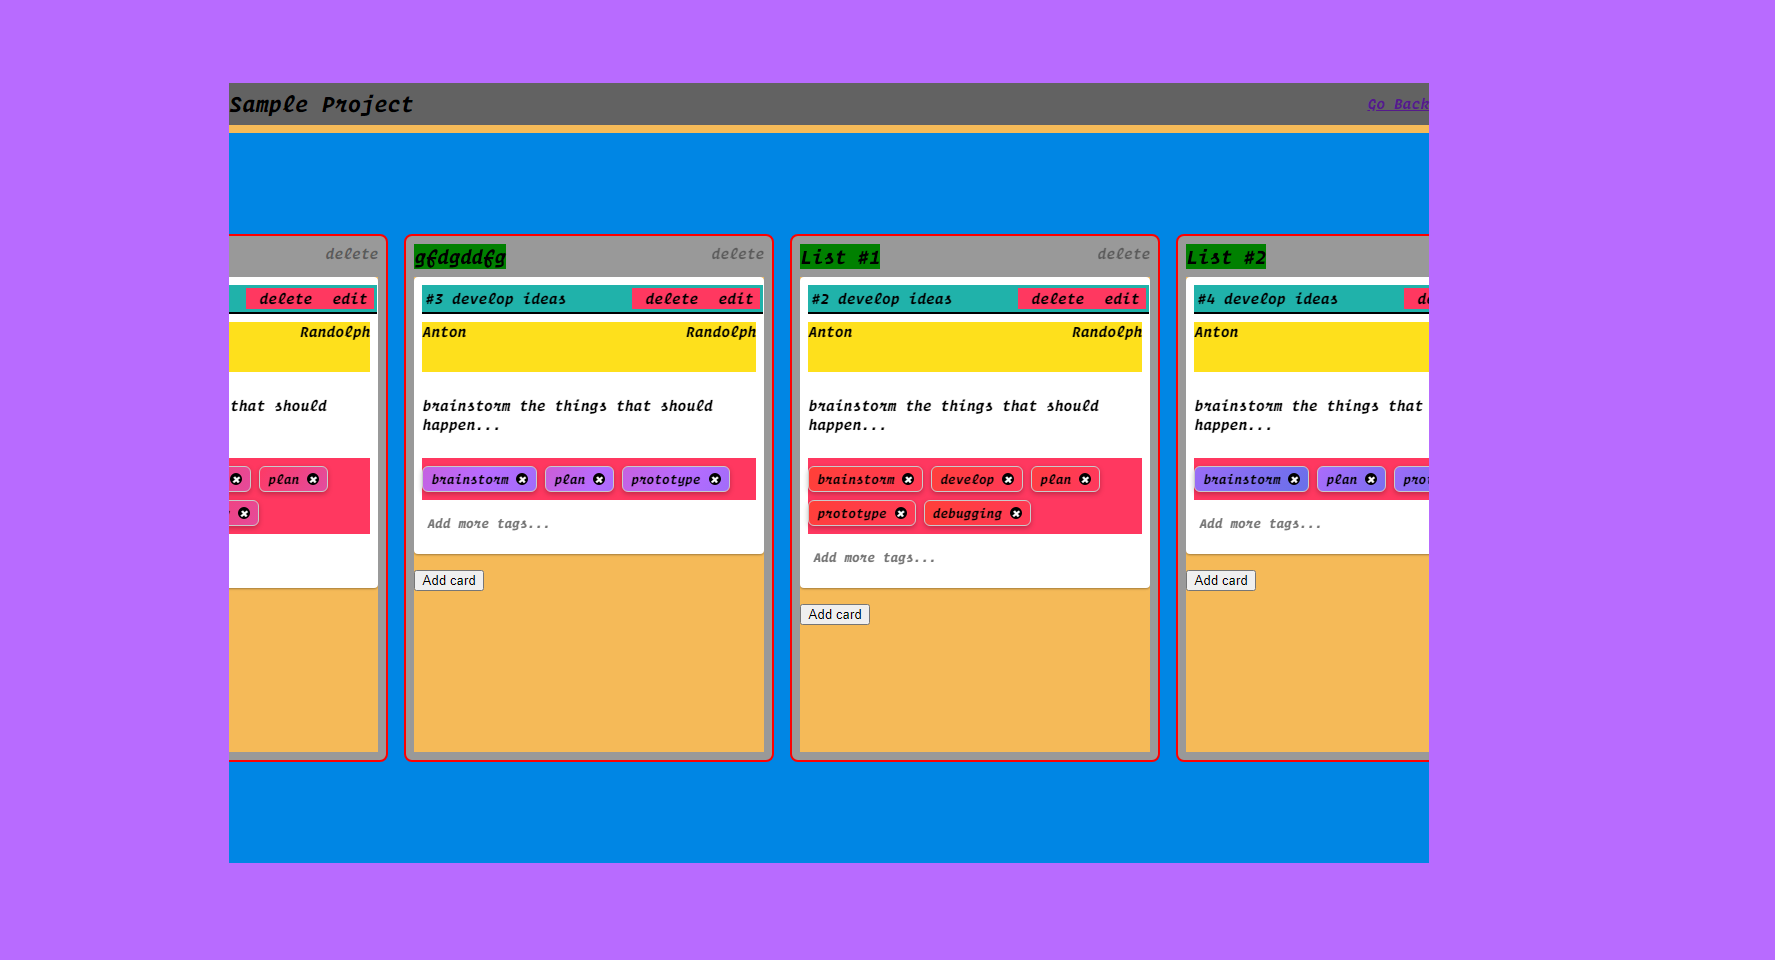 Sample Project
Go Back
delete
delete edit
Randolph
that should
plan
gfdgddfg
delete
#3 develop ideas
delete edit
Anton
Randolph
brainstorm the things that should
happen...
brainstorm plan prototype
Add more tags...
Add card
List #1
delete
#2 develop ideas
delete edit
Anton
Randolph
brainstorm the things that should
happen...
brainstorm develop plan
prototype debugging
Add more tags...
Add card
List #2
#4 develop ideas
Anton
brainstorm the things that
happen...
brainstorm plan
Add more tags...
Add card